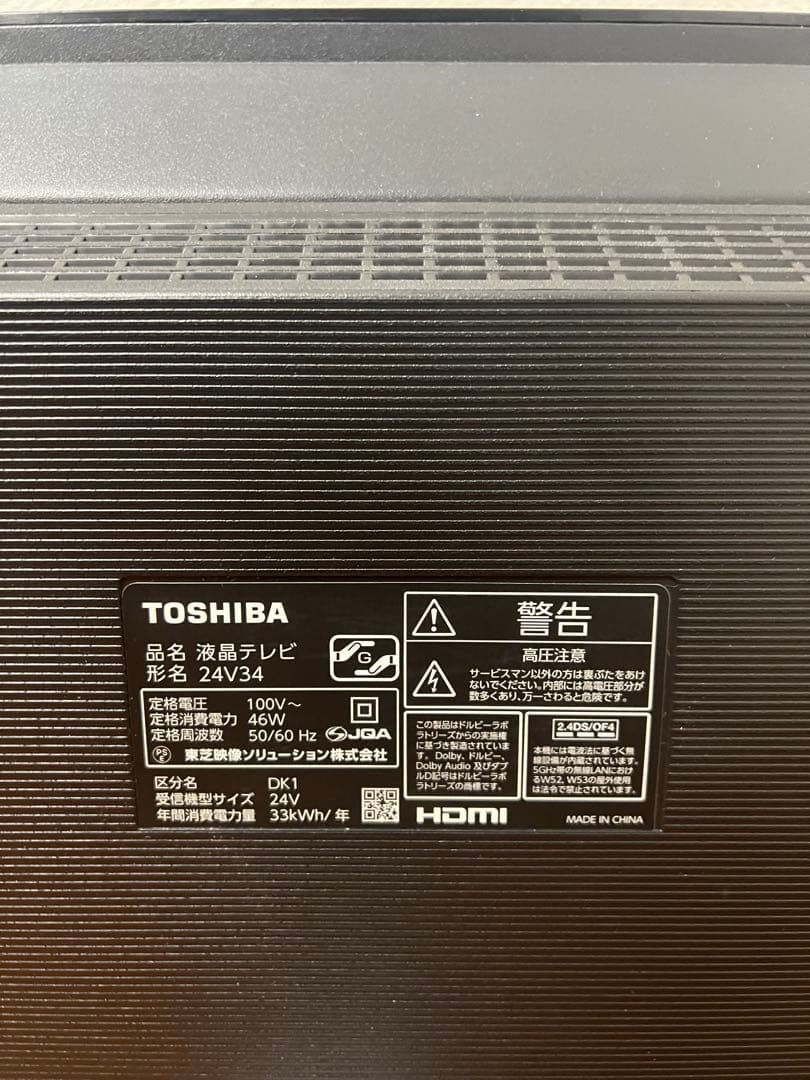 TOSHIBA
品名 液晶テレビ
形名 24V34
G
定格電圧 100V～
定格消費電力 46W
定格周波数 50/60 Hz
JQA
PS
E
東芝映像ソリューション株式会社
区分名 DK1
受信機型サイズ 24V
年間消費電力量 33kWh/年
警告
高圧注意
サービスマン以外の方は裏ぶたをあけ
ないでください。内部には高電圧部分が
数多くあり、万一さわると危険です。
この製品はドルビーラボ
ラトリーズからの実施権
に基づき製造されていま
す。Dolby、ドルビー、
Dolby Audio 及びダブ
ルD記号はドルビーラボ
ラトリーズの商標です。
2.4DS/OF4
本機には電波法に基づく無
線設備が内蔵されています。
5GHz帯の無線LANにおけ
るW52, W53の屋外使用
は法令で禁止されています。
HDMI
MADE IN CHINA